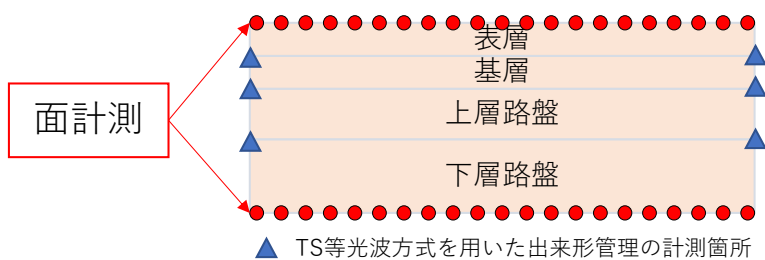 表層
基層
面計測
上層路盤
下層路盤
TS等光波方式を用いた出来形管理の計測箇所